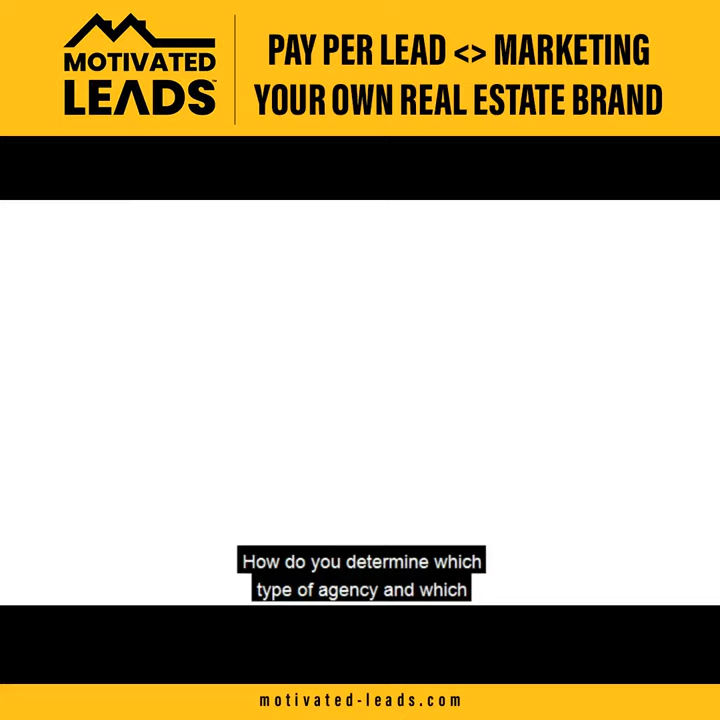 MOTIVATED
LEADS™
PAY PER LEAD <> MARKETING
YOUR OWN REAL ESTATE BRAND
How do you determine which
type of agency and which
motivated-leads.com